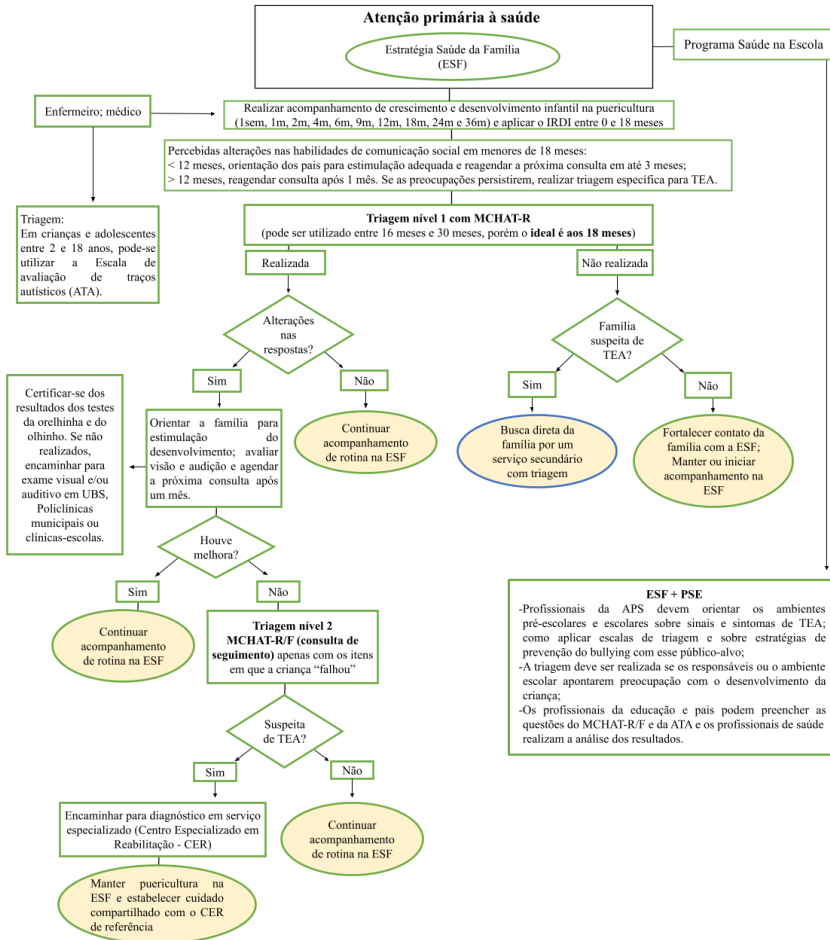 Atenção primária à saúde
Estratégia Saúde da Família
(ESF)
Programa Saúde na Escola
Enfermeiro; médico
Realizar acompanhamento de crescimento e desenvolvimento infantil na puericultura
(1sem, 1m, 2m, 4m, 6m, 9m, 12m, 18m, 24m e 36m) e aplicar o IRDI entre 0 e 18 meses
Percebidas alterações nas habilidades de comunicação social em menores de 18 meses:
< 12 meses, orientação dos pais para estimulação adequada e reagendar a próxima consulta em até 3 meses;
> 12 meses, reagendar consulta após 1 mês. Se as preocupações persistirem, realizar triagem específica para TEA.
Triagem:
Em crianças e adolescentes
entre 2 e 18 anos, pode-se
utilizar a Escala de
avaliação de traços
autísticos (ATA).
Triagem nível 1 com MCHAT-R
(pode ser utilizado entre 16 meses e 30 meses, porém o ideal é aos 18 meses)
Realizada
Não realizada
Alterações
nas
respostas?
Família
suspeita de
TEA?
Sim
Não
Sim
Não
Certificar-se dos
resultados dos testes
da orelhinha e do
olhinho. Se não
realizados,
encaminhar para
exame visual e/ou
auditivo em UBS,
Policlínicas
municipais ou
clínicas-escolas.
Orientar a família para
estimulação do
desenvolvimento; avaliar
visão e audição e agendar
a próxima consulta após
um mês.
Continuar
acompanhamento
de rotina na ESF
Busca direta da
família por um
serviço secundário
com triagem
Fortalecer contato da
família com a ESF;
Manter ou iniciar
acompanhamento na
ESF
Houve
melhora?
Sim
Não
Continuar
acompanhamento
de rotina na ESF
Triagem nível 2
MCHAT-R/F (consulta de
seguimento) apenas com os itens
em que a criança “falhou”
ESF + PSE
-Profissionais da APS devem orientar os ambientes
pré-escolares e escolares sobre sinais e sintomas de TEA;
como aplicar escalas de triagem e sobre estratégias de
prevenção do bullying com esse público-alvo;
-A triagem deve ser realizada se os responsáveis ou o ambiente
escolar apontarem preocupação com o desenvolvimento da
criança;
-Os profissionais da educação e pais podem preencher as
questões do MCHAT-R/F e da ATA e os profissionais de saúde
realizam a análise dos resultados.
Suspeita
de TEA?
Sim
Não
Encaminhar para diagnóstico em serviço
especializado (Centro Especializado em
Reabilitação - CER)
Continuar
acompanhamento
de rotina na ESF
Manter puericultura na
ESF e estabelecer cuidado
compartilhado com o CER
de referência